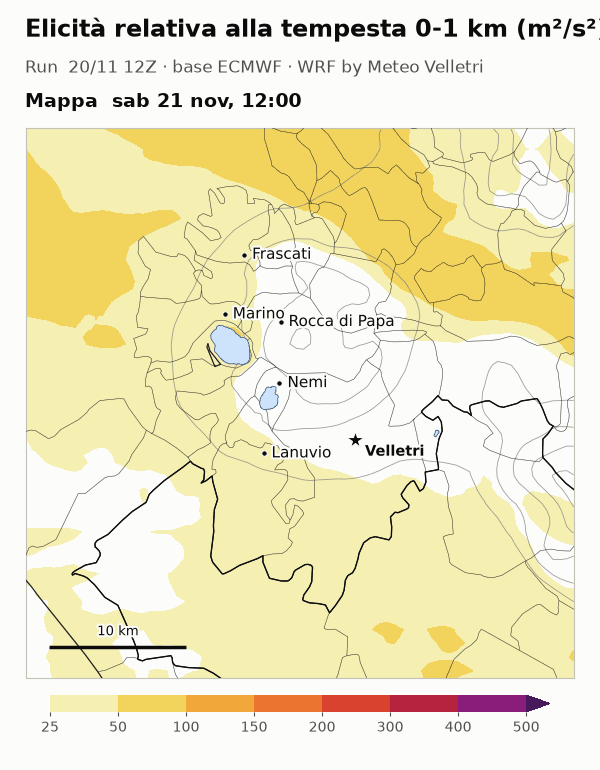 Elicità relativa alla tempesta 0-1 km (m²/s²)
Run 20/11 12Z · base ECMWF · WRF by Meteo Velletri
Mappa sab 21 nov, 12:00
Frascati
Marino
Rocca di Papa
Nemi
Velletri
Lanuvio
10 km
25 50 100 150 200 300 400 500